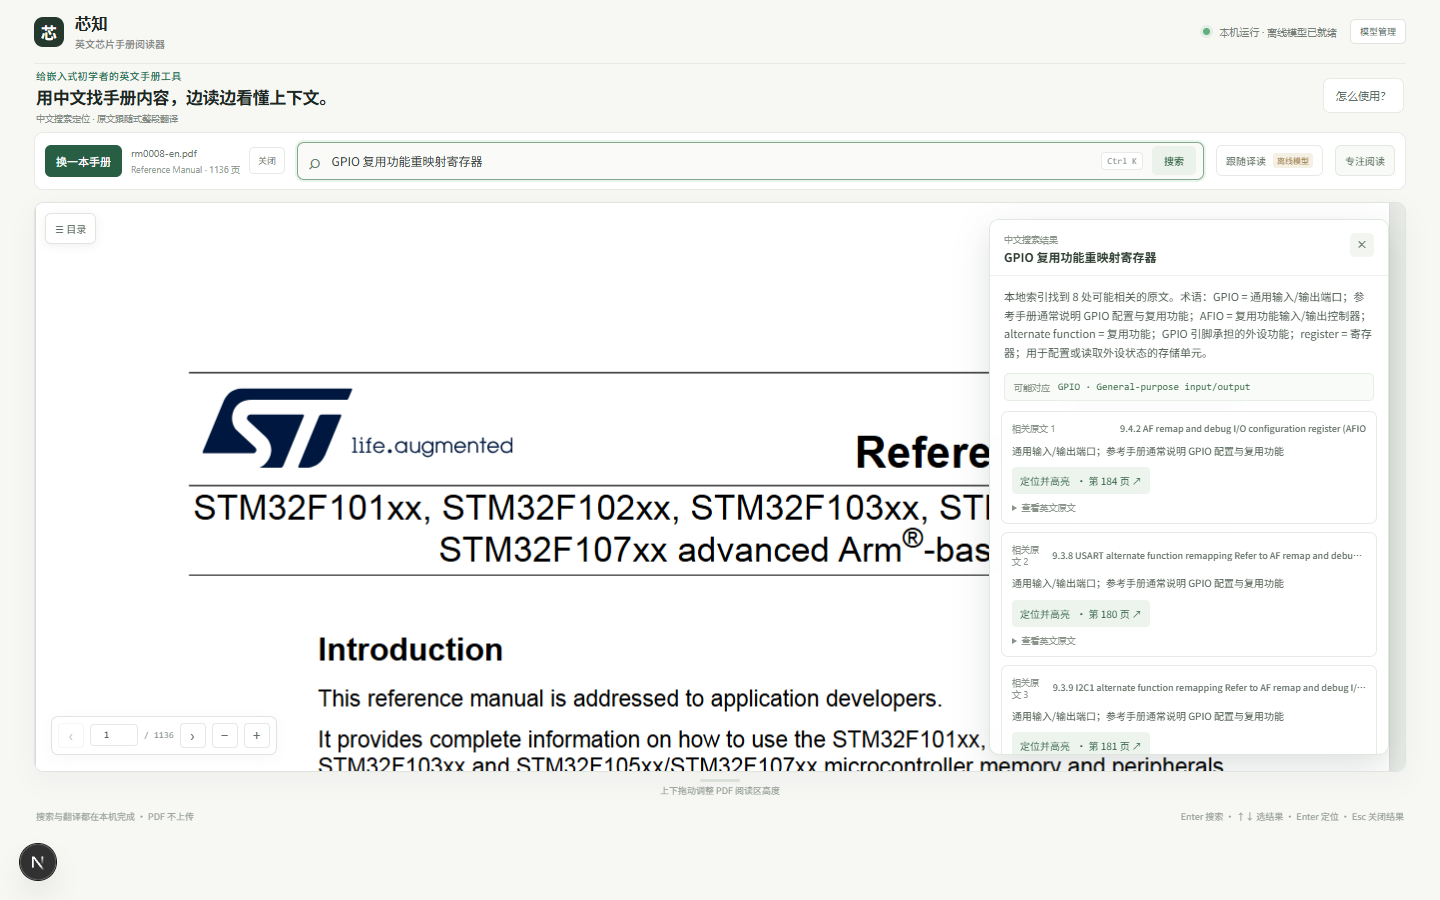 芯
芯知
英文芯片手册阅读器
本机运行 · 离线模型已就绪
模型管理
给嵌入式初学者的英文手册工具
用中文找手册内容，边读边看懂上下文。
中文搜索定位 · 原文跟随式整段翻译
怎么使用？
换一本手册
rm0008-en.pdf
Reference Manual · 1136 页
关闭
GPIO 复用功能重映射寄存器
Ctrl K
搜索
跟随译读 离线模型
专注阅读
☰ 目录
ST life.augmented
Refere
STM32F101xx, STM32F102xx, STM32F103xx, ST
STM32F107xx advanced Arm®-bas
Introduction
This reference manual is addressed to application developers.
It provides complete information on how to use the STM32F101xx,
STM32F103xx and STM32F105xx/STM32F107xx microcontroller memory and peripherals
‹ 1 / 1136 › − +
中文搜索结果
GPIO 复用功能重映射寄存器
×
本地索引找到 8 处可能相关的原文。术语：GPIO = 通用输入/输出端口；参
考手册通常说明 GPIO 配置与复用功能；AFIO = 复用功能输入/输出控制器；
alternate function = 复用功能；GPIO 引脚承担的外设功能；register = 寄存
器；用于配置或读取外设状态的存储单元。
可能对应 GPIO · General-purpose input/output
相关原文 1 9.4.2 AF remap and debug I/O configuration register (AFIO
通用输入/输出端口；参考手册通常说明 GPIO 配置与复用功能
定位并高亮 · 第 184 页 ↗
▶ 查看英文原文
相关原文 2 9.3.8 USART alternate function remapping Refer to AF remap and debu…
通用输入/输出端口；参考手册通常说明 GPIO 配置与复用功能
定位并高亮 · 第 180 页 ↗
▶ 查看英文原文
相关原文 3 9.3.9 I2C1 alternate function remapping Refer to AF remap and debug I/…
通用输入/输出端口；参考手册通常说明 GPIO 配置与复用功能
定位并高亮 · 第 181 页 ↗
上下拖动调整 PDF 阅读区高度
搜索与翻译都在本机完成 · PDF 不上传
Enter 搜索 · ↑↓ 选结果 · Enter 定位 · Esc 关闭结果
N